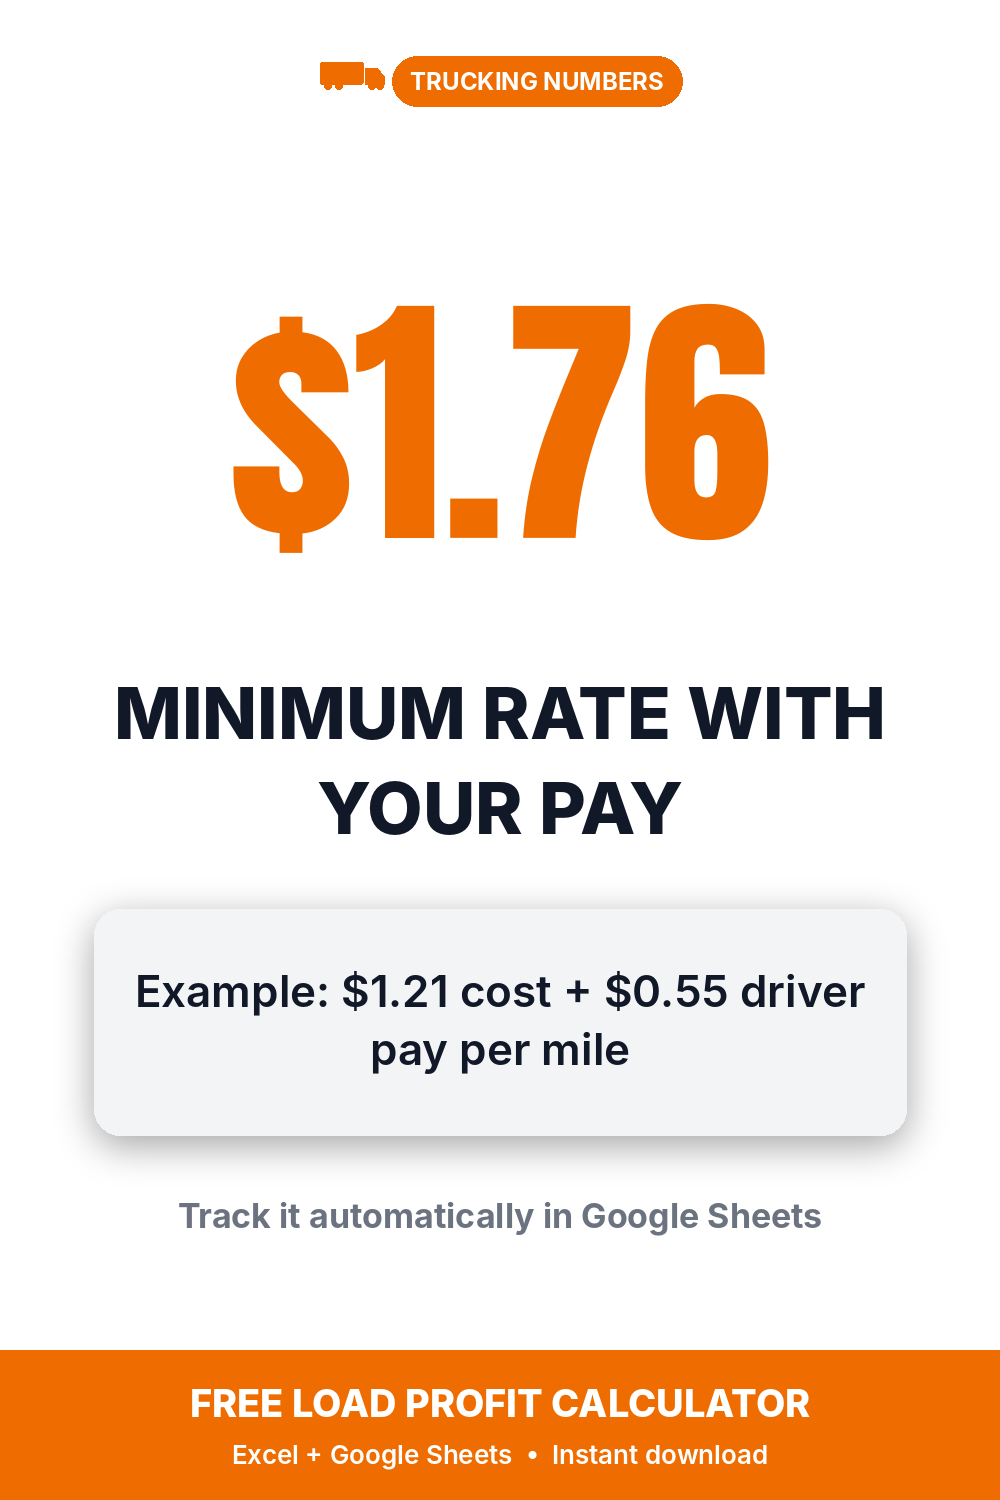 TRUCKING NUMBERS
$1.76
MINIMUM RATE WITH
YOUR PAY
Example: $1.21 cost + $0.55 driver
pay per mile
Track it automatically in Google Sheets
FREE LOAD PROFIT CALCULATOR
Excel + Google Sheets • Instant download